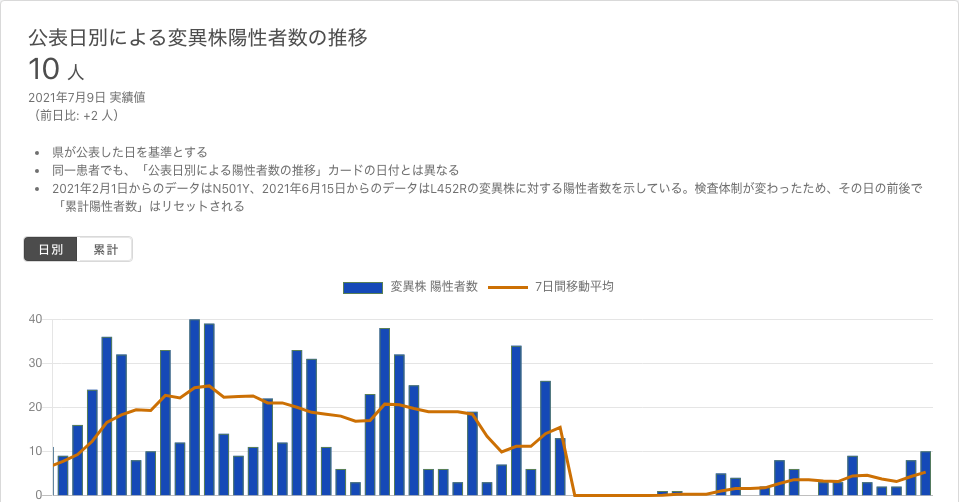 公表日別による変異株陽性者数の推移
10 人
2021年7月9日 実績値
（前日比: +2 人）
• 県が公表した日を基準とする
• 同一患者でも、「公表日別による陽性者数の推移」カードの日付とは異なる
• 2021年2月1日からのデータはN501Y、2021年6月15日からのデータはL452Rの変異株に対する陽性者数を示している。検査体制が変わったため、その日の前後で
「累計陽性者数」はリセットされる
日別 累計
変異株 陽性者数 7日間移動平均
40
30
20
10
0